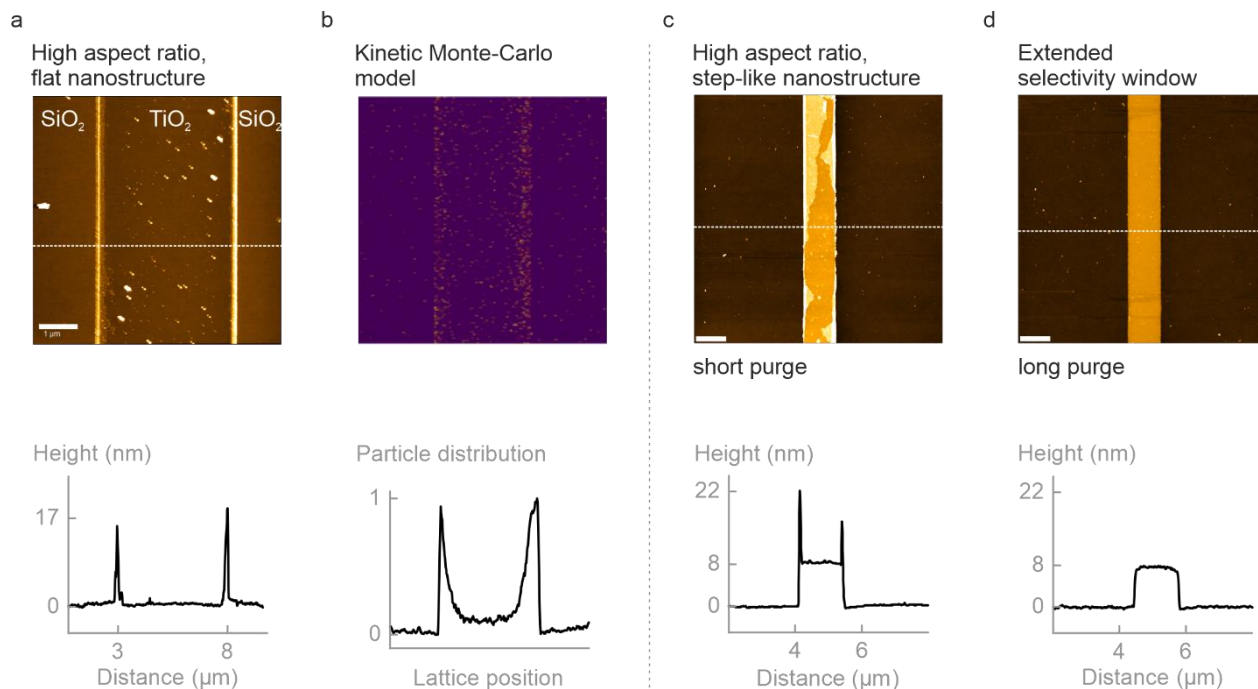 a
High aspect ratio,
flat nanostructure
SiO₂
TiO₂
SiO₂
1 µm
Height (nm)
17
0
3
8
Distance (µm)
b
Kinetic Monte-Carlo
model
Particle distribution
1
0
Lattice position
c
High aspect ratio,
step-like nanostructure
short purge
Height (nm)
22
8
0
4
6
Distance (µm)
d
Extended
selectivity window
long purge
Height (nm)
22
8
0
4
6
Distance (µm)